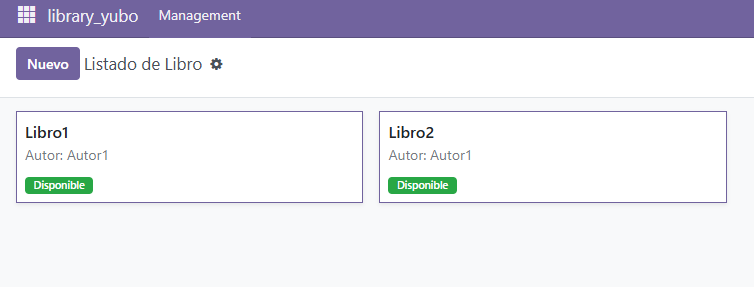 library_yubo Management
Nuevo Listado de Libro
Libro1
Autor: Autor1
Disponible
Libro2
Autor: Autor1
Disponible